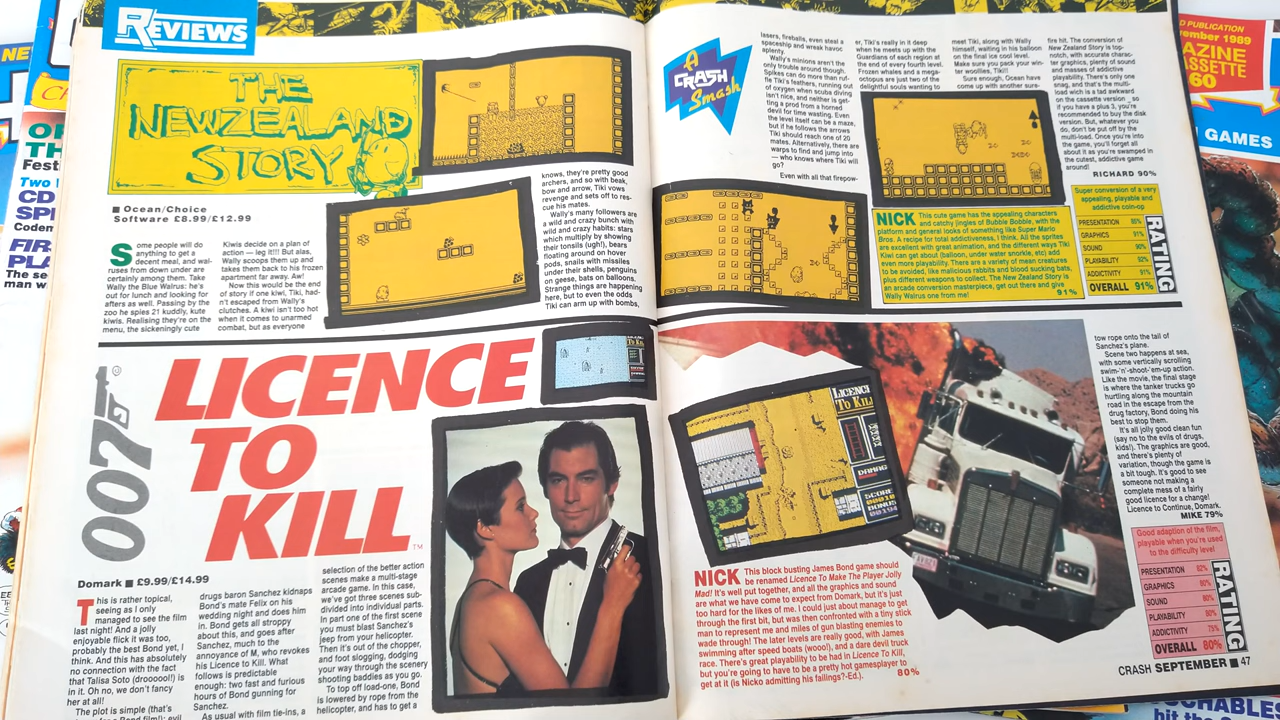 REVIEWS
THE
NEWZEALAND
STORY
■ Ocean/Choice
Software £8.99/£12.99
Some people will do
anything to get a
decent meal, and wal-
ruses from down under are
certainly among them. Take
Wally the Blue Walrus: he's
out for lunch and looking for
afters as well. Passing by the
zoo he spies 21 kuddly, kute
kiwis. Realising they're on the
menu, the sickeningly cute
Kiwis decide on a plan of
action — leg it!!! But alas,
Wally scoops them up and
takes them back to his frozen
apartment far away. Aw!
Now this would be the end
of story if one kiwi, Tiki, had-
n't escaped from Wally's
clutches. A kiwi isn't too hot
when it comes to unarmed
combat, but as everyone
knows, they're pretty good
archers, and so with beak,
bow and arrow, Tiki vows
revenge and sets off to res-
cue his mates.
Wally's many followers are
a wild and crazy bunch with
wild and crazy habits: stars
which multiply by showing
their tonsils (ugh!), bears
floating around on hover
pods, snails with missiles
under their shells, penguins
on geese, bats on balloons.
Strange things are happening
here, but to even the odds
Tiki can arm up with bombs,
A
CRASH
Smash
lasers, fireballs, even steal a
spaceship and wreak havoc
aplenty.
Wally's minions aren't the
only trouble around though.
Spikes can do more than ruf-
fle Tiki's feathers, running out
of oxygen when scuba diving
isn't nice, and neither is get-
ting a prod from a horned
devil for time wasting. Even
the level itself can be a maze,
but if he follows the arrows
Tiki should reach one of 20
mates. Alternatively, there are
warps to find and jump into
— who knows where Tiki will
go?
Even with all that firepow-
er, Tiki's really in it deep
when he meets up with the
Guardians of each region at
the end of every fourth level.
Frozen whales and a mega-
octopus are just two of the
delightful souls wanting to
meet Tiki, along with Wally
himself, waiting in his balloon
on the final ice cool level.
Make sure you pack your win-
ter woollies, Tiki!!
Sure enough, Ocean have
come up with another sure-
fire hit. The conversion of
New Zealand Story is top-
notch, with accurate charac-
ter graphics, plenty of sound
and masses of addictive
playability. There's only one
snag, and that's the multi-
load wich is a tad awkward
on the cassette version _ so
if you have a plus 3, you're
recommended to buy the disk
version. But, whatever you
do, don't be put off by the
multi-load. Once you're into
the game, you'll forget all
about it as you're swamped in
the cutest, addictive game
around!
RICHARD 90%
NICK This cute game has the appealing characters
and catchy jingles of Bubble Bobble, with the
platform and general looks of something like Super Mario
Bros. A recipe for total addictiveness, I think. All the sprites
are excellent with great animation, and the different ways Tiki
Kiwi can get about (balloon, under water snorkle, etc) add
even more playability. There are a variety of mean creatures
to be avoided, like malicious rabbits and blood sucking bats,
plus different weapons to collect. The New Zealand Story is
an arcade conversion masterpiece, get out there and give
Wally Walrus one from me! 91%
Super conversion of a very
appealing, playable and
addictive coin-op
PRESENTATION
GRAPHICS 91%
SOUND 90%
PLAYABILITY 92%
ADDICTIVITY 91%
OVERALL 91%
RATING
007
LICENCE
TO
KILL
TM
Domark ■ £9.99/£14.99
This is rather topical,
seeing as I only
managed to see the film
last night! And a jolly
enjoyable flick it was too,
probably the best Bond yet, I
think. And this has absolutely
no connection with the fact
that Talisa Soto (droooool!) is
in it. Oh no, we don't fancy
her at all!
The plot is simple (that's
drugs baron Sanchez kidnaps
Bond's mate Felix on his
wedding night and does him
in. Bond gets all stroppy
about this, and goes after
Sanchez, much to the
annoyance of M, who revokes
his Licence to Kill. What
follows is predictable
enough: two fast and furious
hours of Bond gunning for
Sanchez.
As usual with film tie-ins, a
selection of the better action
scenes make a multi-stage
arcade game. In this case,
we've got three scenes sub-
divided into individual parts.
In part one of the first scene
you must blast Sanchez's
jeep from your helicopter.
Then it's out of the chopper,
and foot slogging, dodging
your way through the scenery
shooting baddies as you go.
To top off load-one, Bond
is lowered by rope from the
helicopter, and has to get a
LICENCE
TO KILL
DAMAGE
SCORE
BONUS
NICK This block busting James Bond game should
be renamed Licence To Make The Player Jolly
Mad! It's well put together, and all the graphics and sound
are what we have come to expect from Domark, but it's just
too hard for the likes of me. I could just about manage to get
through the first bit, but was then confronted with a tiny stick
man to represent me and miles of gun blasting enemies to
wade through! The later levels are really good, with James
swimming after speed boats (wooo!), and a dare devil truck
race. There's great playability to be had in Licence To Kill,
but you're going to have to be a pretty hot gamesplayer to
get at it (is Nicko admitting his failings?-Ed.). 80%
tow rope onto the tail of
Sanchez's plane.
Scene two happens at sea,
with some vertically scrolling
swim-'n'-shoot-'em-up action.
Like the movie, the final stage
is where the tanker trucks go
hurtling along the mountain
road in the escape from the
drug factory, Bond doing his
best to stop them.
It's all jolly good clean fun
(say no to the evils of drugs,
kids!). The graphics are good,
and there's plenty of
variation, though the game is
a bit tough. It's good to see
someone not making a
complete mess of a fairly
good licence for a change!
Licence to Continue, Domark.
MIKE 79%
Good adaption of the film,
playable when you're used
to the difficulty level
PRESENTATION 82%
GRAPHICS 80%
SOUND
PLAYABILITY
ADDICTIVITY
OVERALL 80%
RATING
CRASH SEPTEMBER ■ 47
PUBLICATION
1989
GAMES